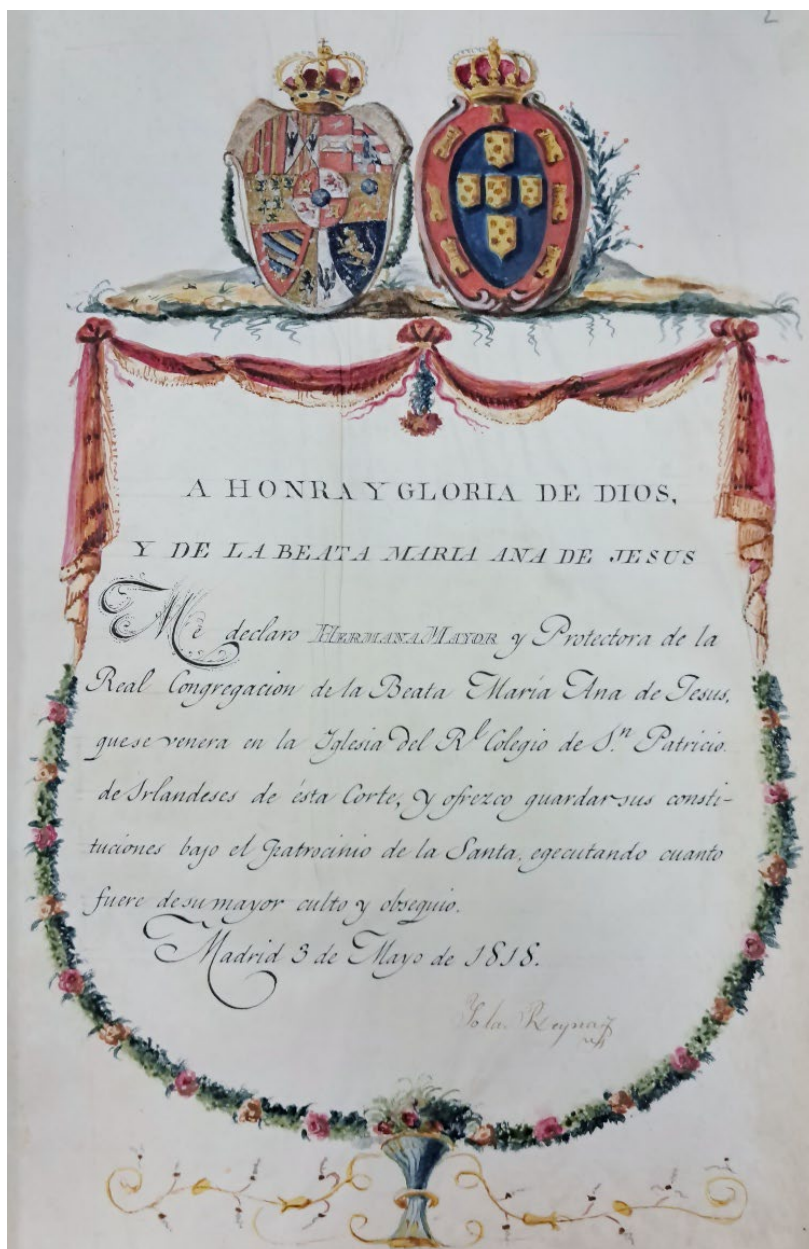 2
A HONRA Y GLORIA DE DIOS,
Y DE LA BEATA MARIA ANA DE JESUS
Me declaro HERMANA MAYOR y Protectora de la
Real Congregacion de la Beata María Ana de Jesus,
que se venera en la Iglesia del R.l Colegio de S.n Patricio
de Irlandeses de ésta Corte, y ofrezco guardar sus consti-
tuciones bajo el Patrocinio de la Santa, egecutando cuanto
fuere de su mayor culto y obsequio.
Madrid 3 de Mayo de 1818.
Yo la Reyna